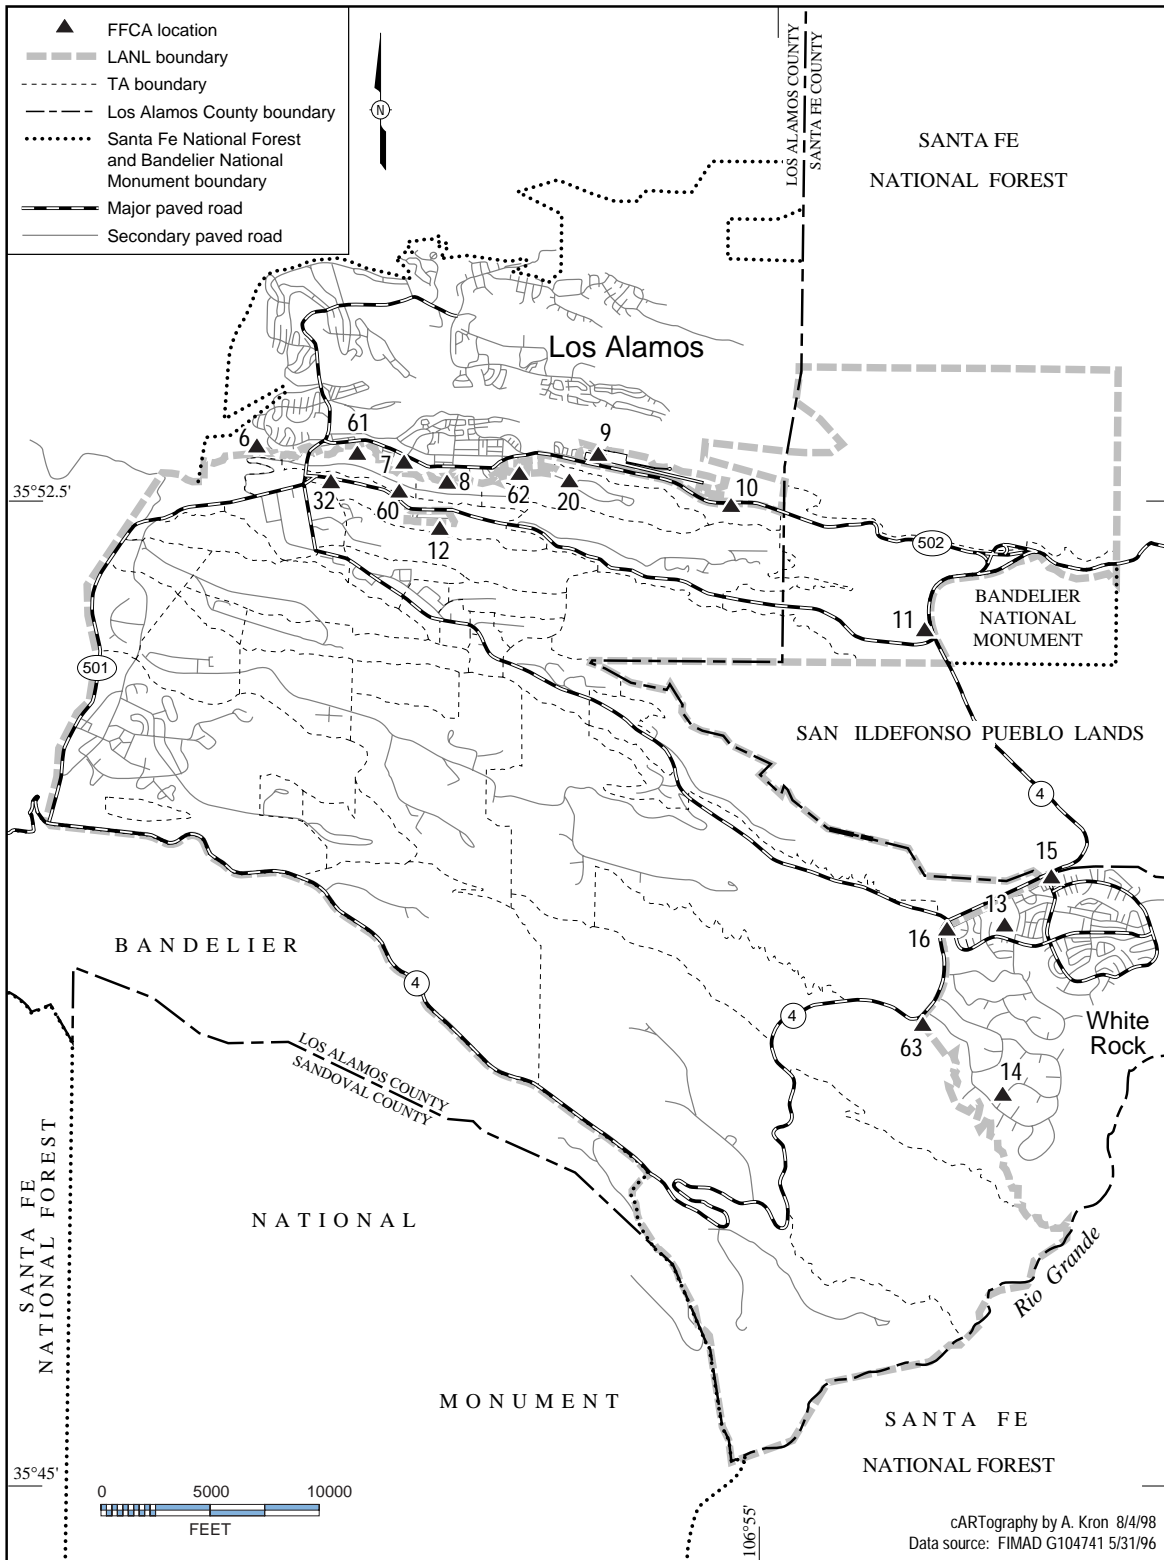 FFCA location
LANL boundary
TA boundary
Los Alamos County boundary
Santa Fe National Forest
and Bandelier National
Monument boundary
Major paved road
Secondary paved road
N
LOS ALAMOS COUNTY
SANTA FE COUNTY
SANTA FE
NATIONAL FOREST
Los Alamos
6
61
7
8
62
9
20
10
32
60
12
35°52.5'
502
11
BANDELIER
NATIONAL
MONUMENT
501
SAN ILDEFONSO PUEBLO LANDS
4
15
13
16
BANDELIER
4
4
63
White
Rock
14
LOS ALAMOS COUNTY
SANDOVAL COUNTY
SANTA FE
NATIONAL FOREST
NATIONAL
Rio Grande
MONUMENT
SANTA FE
NATIONAL FOREST
35°45'
0 5000 10000
FEET
106°55'
cARTography by A. Kron 8/4/98
Data source: FIMAD G104741 5/31/96